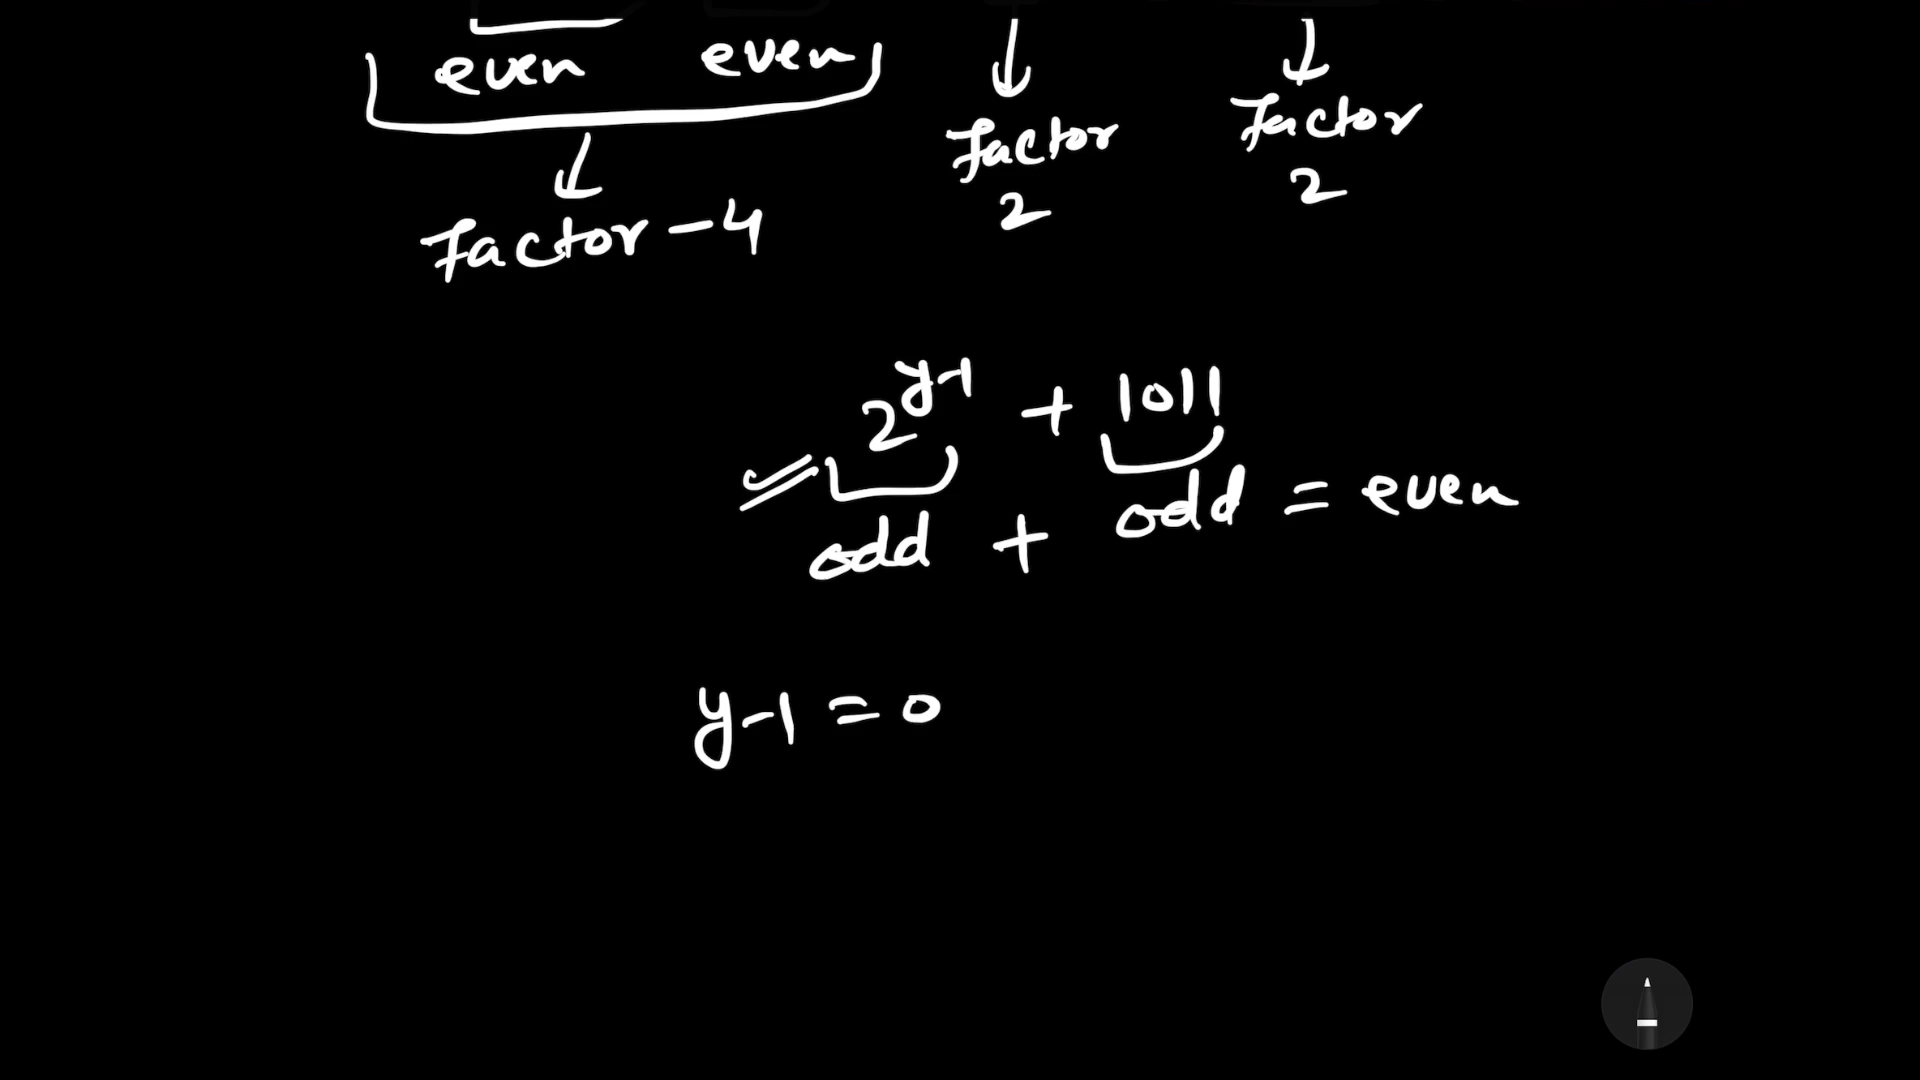 even even
Factor Factor
2 2
Factor - 4
2^{y-1} + 1011
odd + odd = even
y-1 = 0